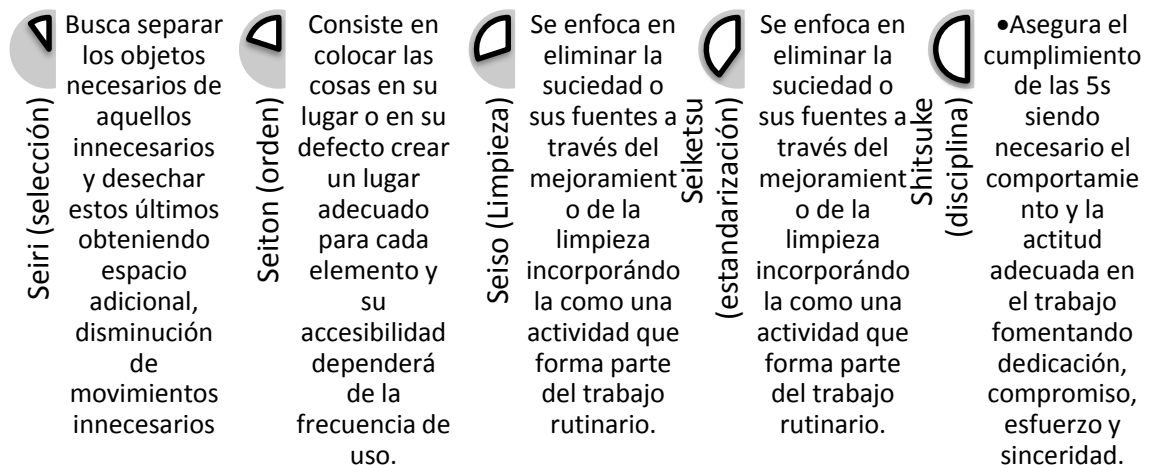 Seiri (selección)
Busca separar
los objetos
necesarios de
aquellos
innecesarios
y desechar
estos últimos
obteniendo
espacio
adicional,
disminución
de
movimientos
innecesarios
Seiton (orden)
Consiste en
colocar las
cosas en su
lugar o en su
defecto crear
un lugar
adecuado
para cada
elemento y
su
accesibilidad
dependerá
de la
frecuencia de
uso.
Seiso (Limpieza)
Se enfoca en
eliminar la
suciedad o
sus fuentes a
través del
mejoramient
o de la
limpieza
incorporándo
la como una
actividad que
forma parte
del trabajo
rutinario.
Seiketsu
(estandarización)
Se enfoca en
eliminar la
suciedad o
sus fuentes a
través del
mejoramient
o de la
limpieza
incorporándo
la como una
actividad que
forma parte
del trabajo
rutinario.
Shitsuke
(disciplina)
•Asegura el
cumplimiento
de las 5s
siendo
necesario el
comportamie
nto y la
actitud
adecuada en
el trabajo
fomentando
dedicación,
compromiso,
esfuerzo y
sinceridad.